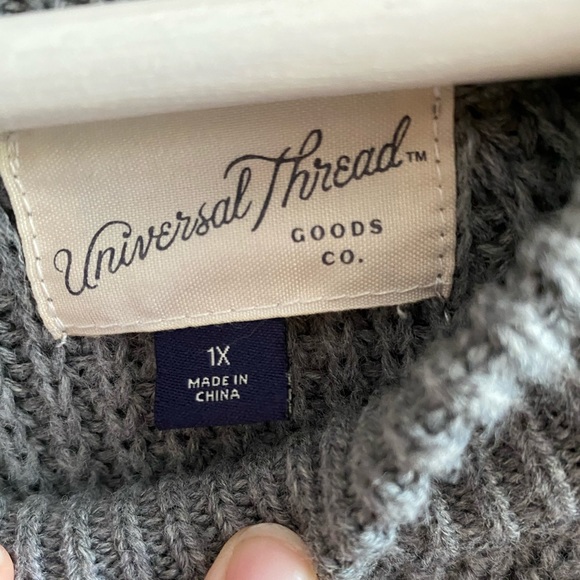 Universal Thread™
GOODS
CO.
1X
MADE IN
CHINA